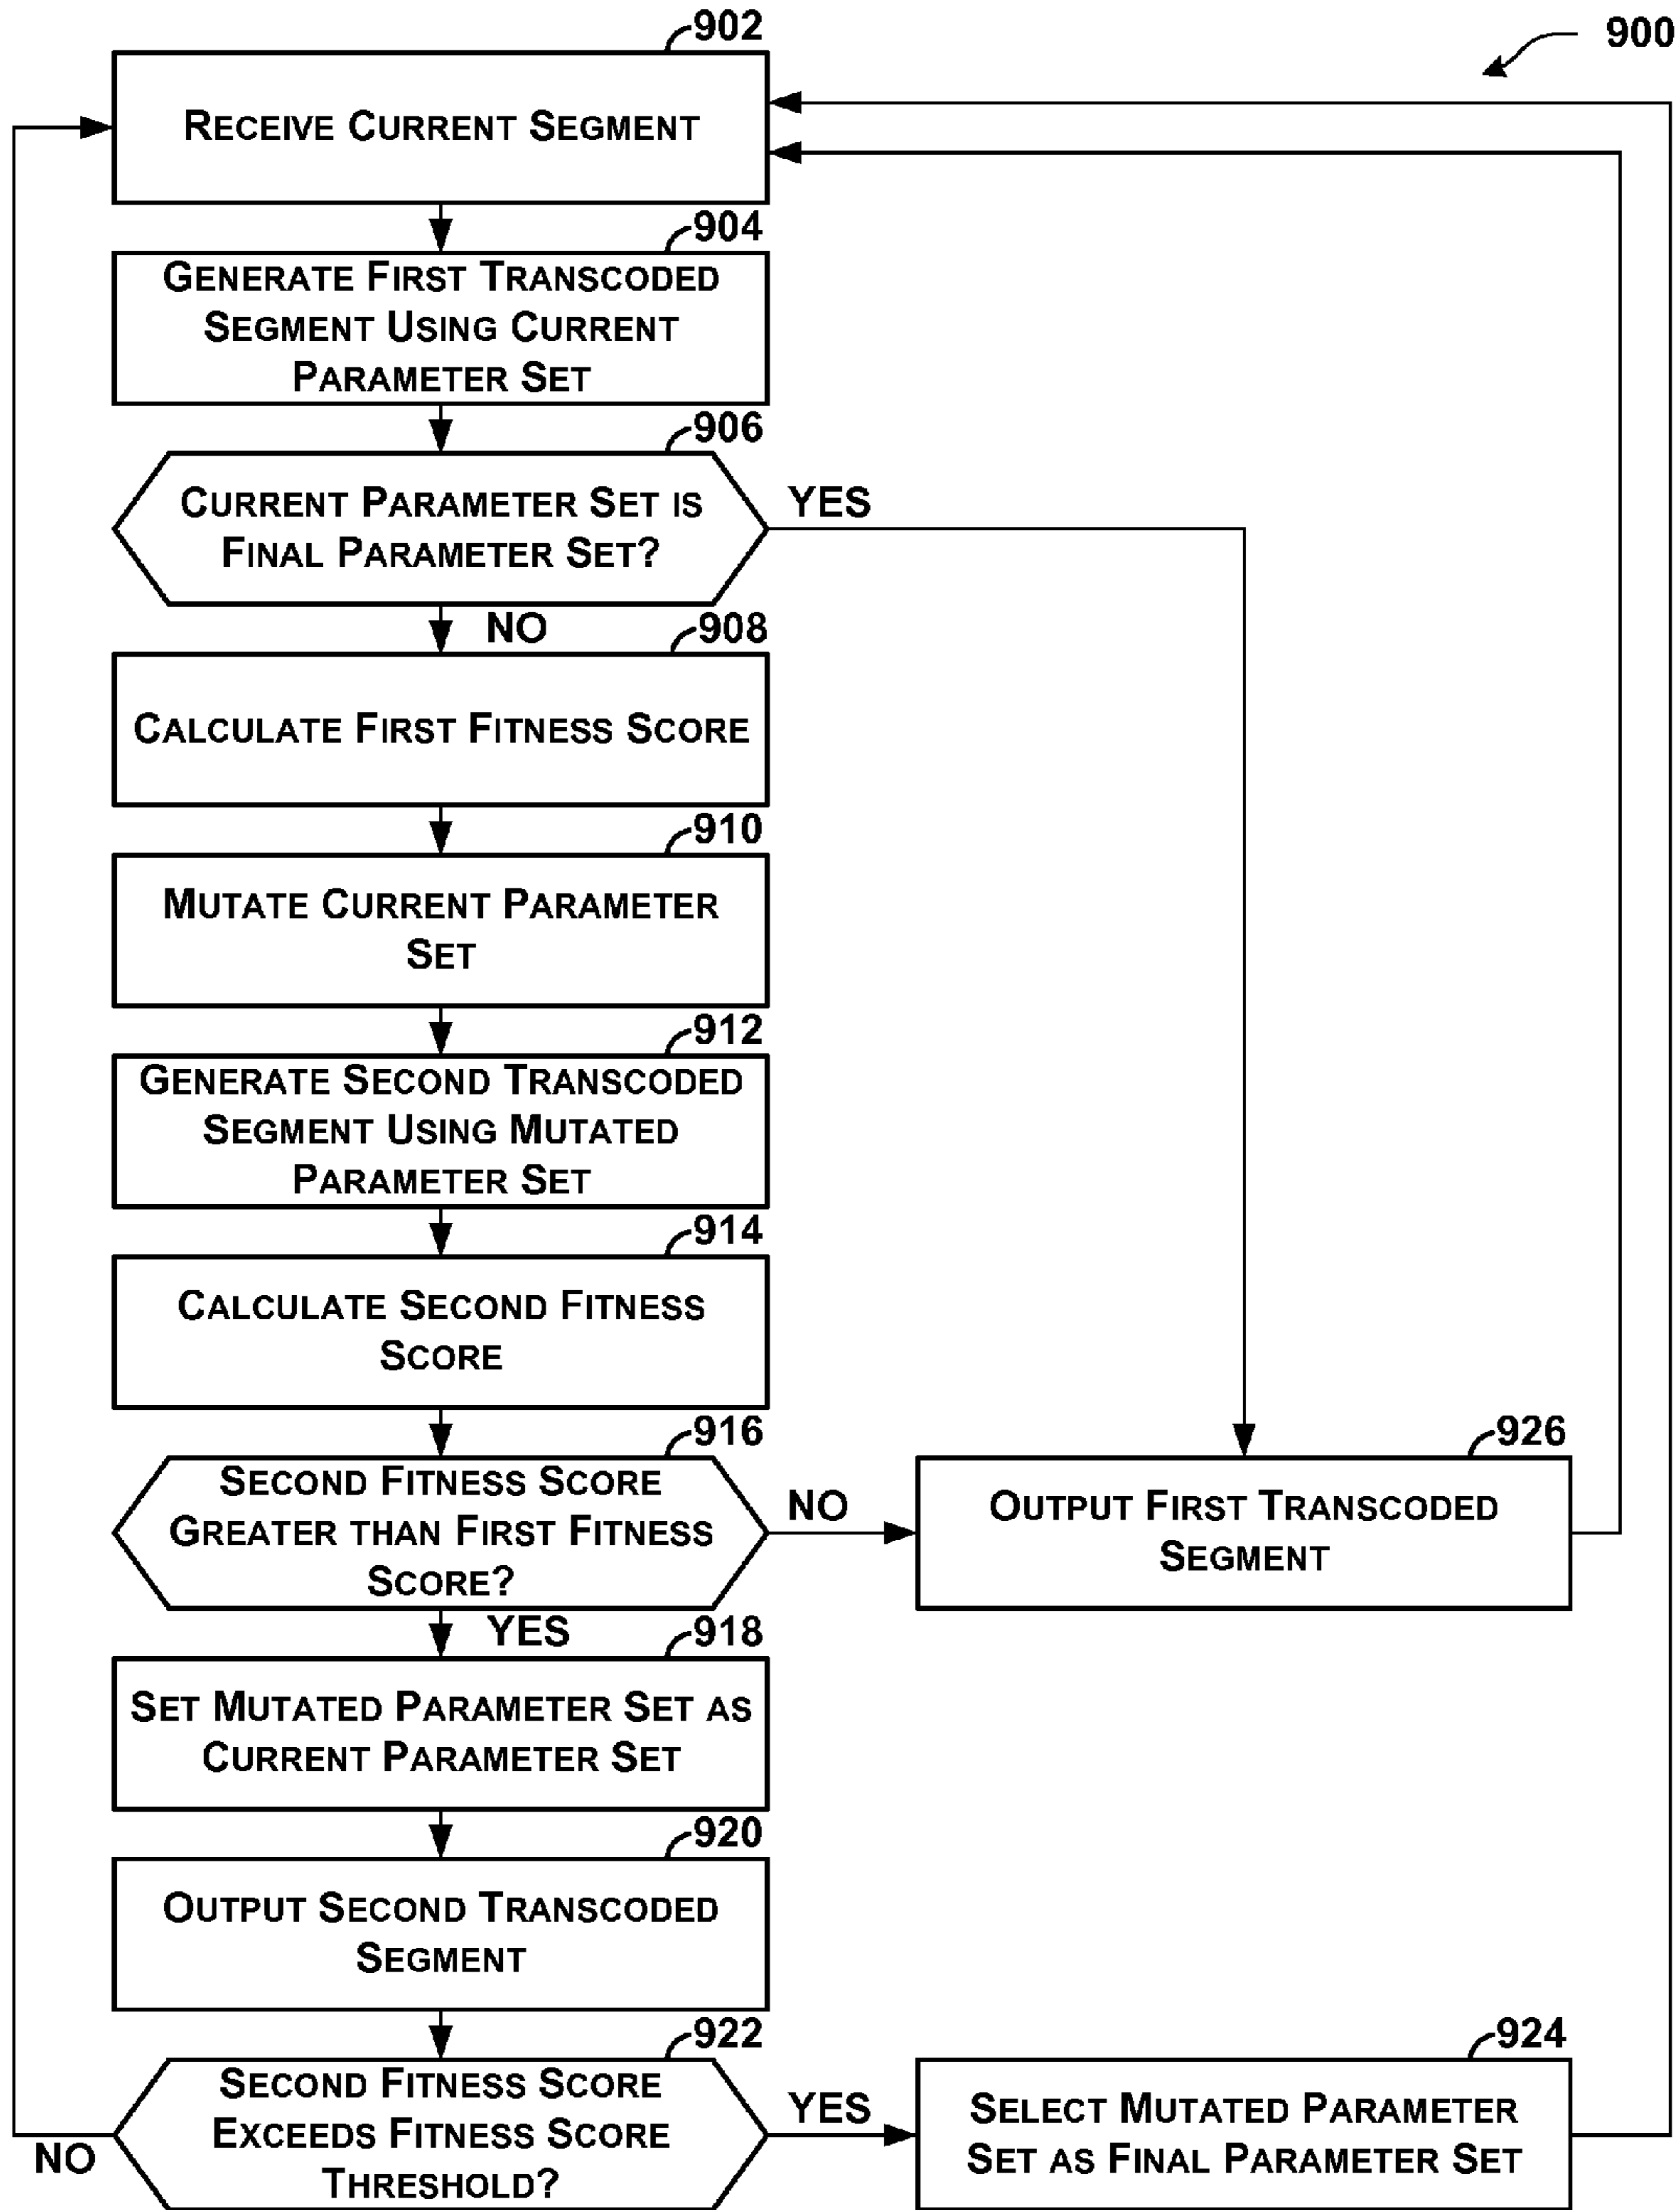 902
900
RECEIVE CURRENT SEGMENT
904
GENERATE FIRST TRANSCODED
SEGMENT USING CURRENT
PARAMETER SET
906
CURRENT PARAMETER SET IS
FINAL PARAMETER SET?
YES
NO
908
CALCULATE FIRST FITNESS SCORE
910
MUTATE CURRENT PARAMETER
SET
912
GENERATE SECOND TRANSCODED
SEGMENT USING MUTATED
PARAMETER SET
914
CALCULATE SECOND FITNESS
SCORE
916
SECOND FITNESS SCORE
GREATER THAN FIRST FITNESS
SCORE?
NO
926
OUTPUT FIRST TRANSCODED
SEGMENT
YES
918
SET MUTATED PARAMETER SET AS
CURRENT PARAMETER SET
920
OUTPUT SECOND TRANSCODED
SEGMENT
922
SECOND FITNESS SCORE
EXCEEDS FITNESS SCORE
THRESHOLD?
NO
YES
924
SELECT MUTATED PARAMETER
SET AS FINAL PARAMETER SET